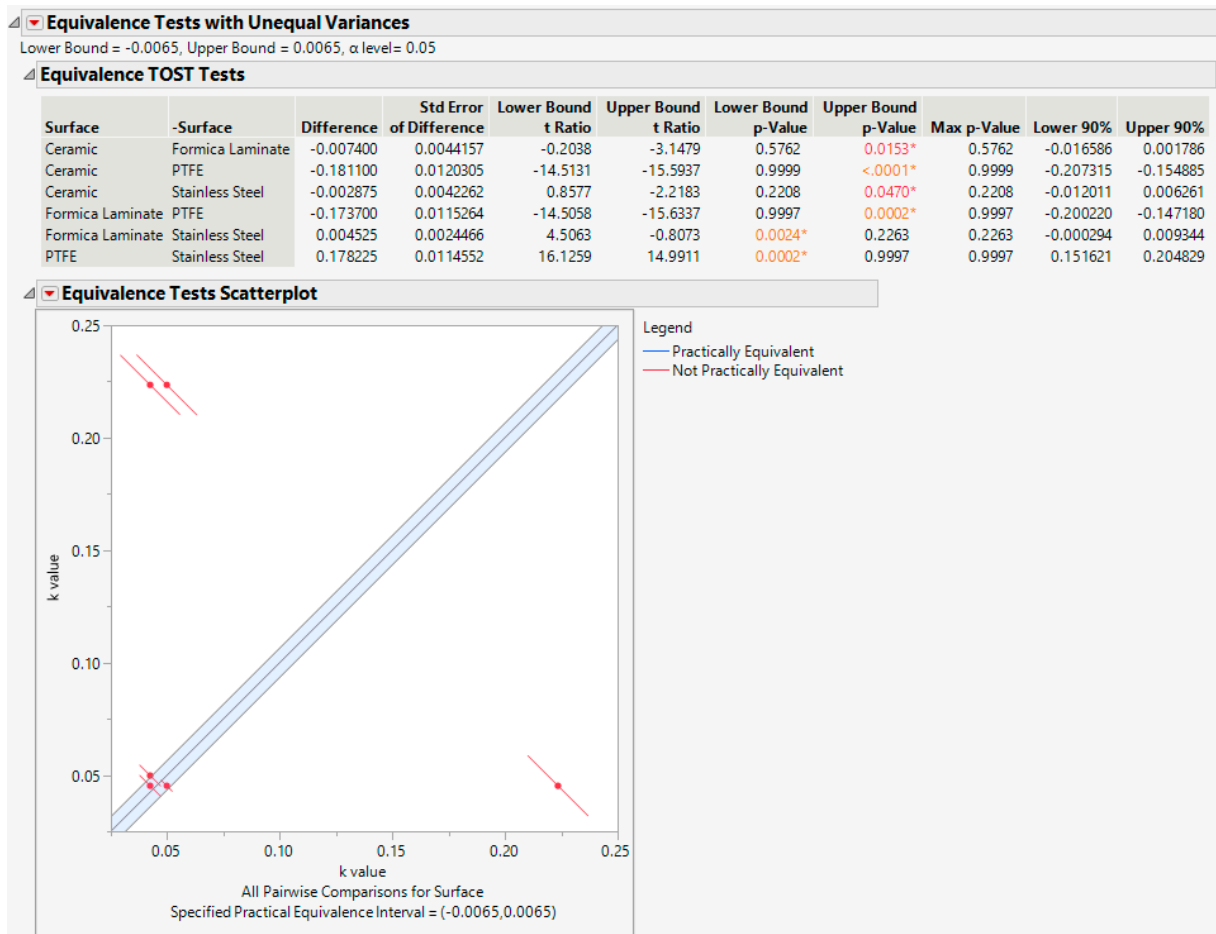 Equivalence Tests with Unequal Variances
Lower Bound = -0.0065, Upper Bound = 0.0065, α level= 0.05
Equivalence TOST Tests
Std Error Lower Bound Upper Bound Lower Bound Upper Bound
Surface -Surface Difference of Difference t Ratio t Ratio p-Value p-Value Max p-Value Lower 90% Upper 90%
Ceramic Formica Laminate -0.007400 0.0044157 -0.2038 -3.1479 0.5762 0.0153* 0.5762 -0.016586 0.001786
Ceramic PTFE -0.181100 0.0120305 -14.5131 -15.5937 0.9999 <.0001* 0.9999 -0.207315 -0.154885
Ceramic Stainless Steel -0.002875 0.0042262 0.8577 -2.2183 0.2208 0.0470* 0.2208 -0.012011 0.006261
Formica Laminate PTFE -0.173700 0.0115264 -14.5058 -15.6337 0.9997 0.0002* 0.9997 -0.200220 -0.147180
Formica Laminate Stainless Steel 0.004525 0.0024466 4.5063 -0.8073 0.0024* 0.2263 0.2263 -0.000294 0.009344
PTFE Stainless Steel 0.178225 0.0114552 16.1259 14.9911 0.0002* 0.9997 0.9997 0.151621 0.204829
Equivalence Tests Scatterplot
0.25
0.20
0.15
0.10
0.05
k value
0.05 0.10 0.15 0.20 0.25
k value
All Pairwise Comparisons for Surface
Specified Practical Equivalence Interval = (-0.0065,0.0065)
Legend
Practically Equivalent
Not Practically Equivalent